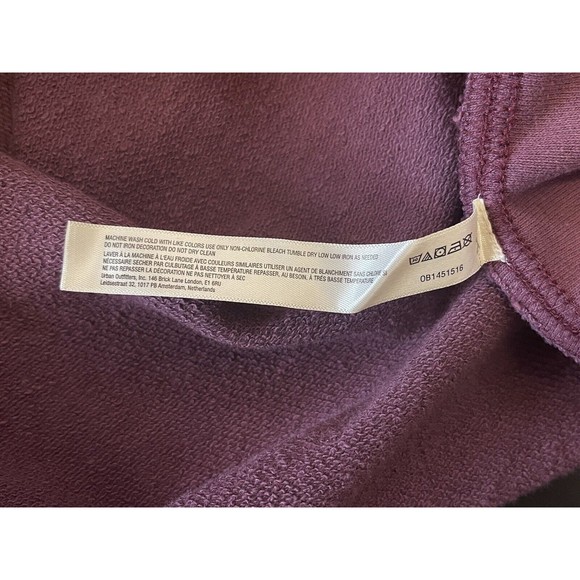 MACHINE WASH COLD WITH LIKE COLORS USE ONLY NON-CHLORINE BLEACH TUMBLE DRY LOW LOW IRON AS NEEDED
DO NOT IRON DECORATION DO NOT DRY CLEAN
LAVER À LA MACHINE À L'EAU FROIDE AVEC COULEURS SIMILAIRES UTILISER UN AGENT DE BLANCHIMENT SANS CHLORE SI
NÉCESSAIRE SÉCHER PAR CULBUTAGE À BASSE TEMPÉRATURE REPASSER, AU BESOIN, À TRÈS BASSE TEMPÉRATURE
NE PAS REPASSER LA DÉCORATION NE PAS NETTOYER À SEC
Urban Outfitters, Inc. 146 Brick Lane London, E1 6RU
Leidsestraat 32, 1017 PB Amsterdam, Netherlands
OB1451516